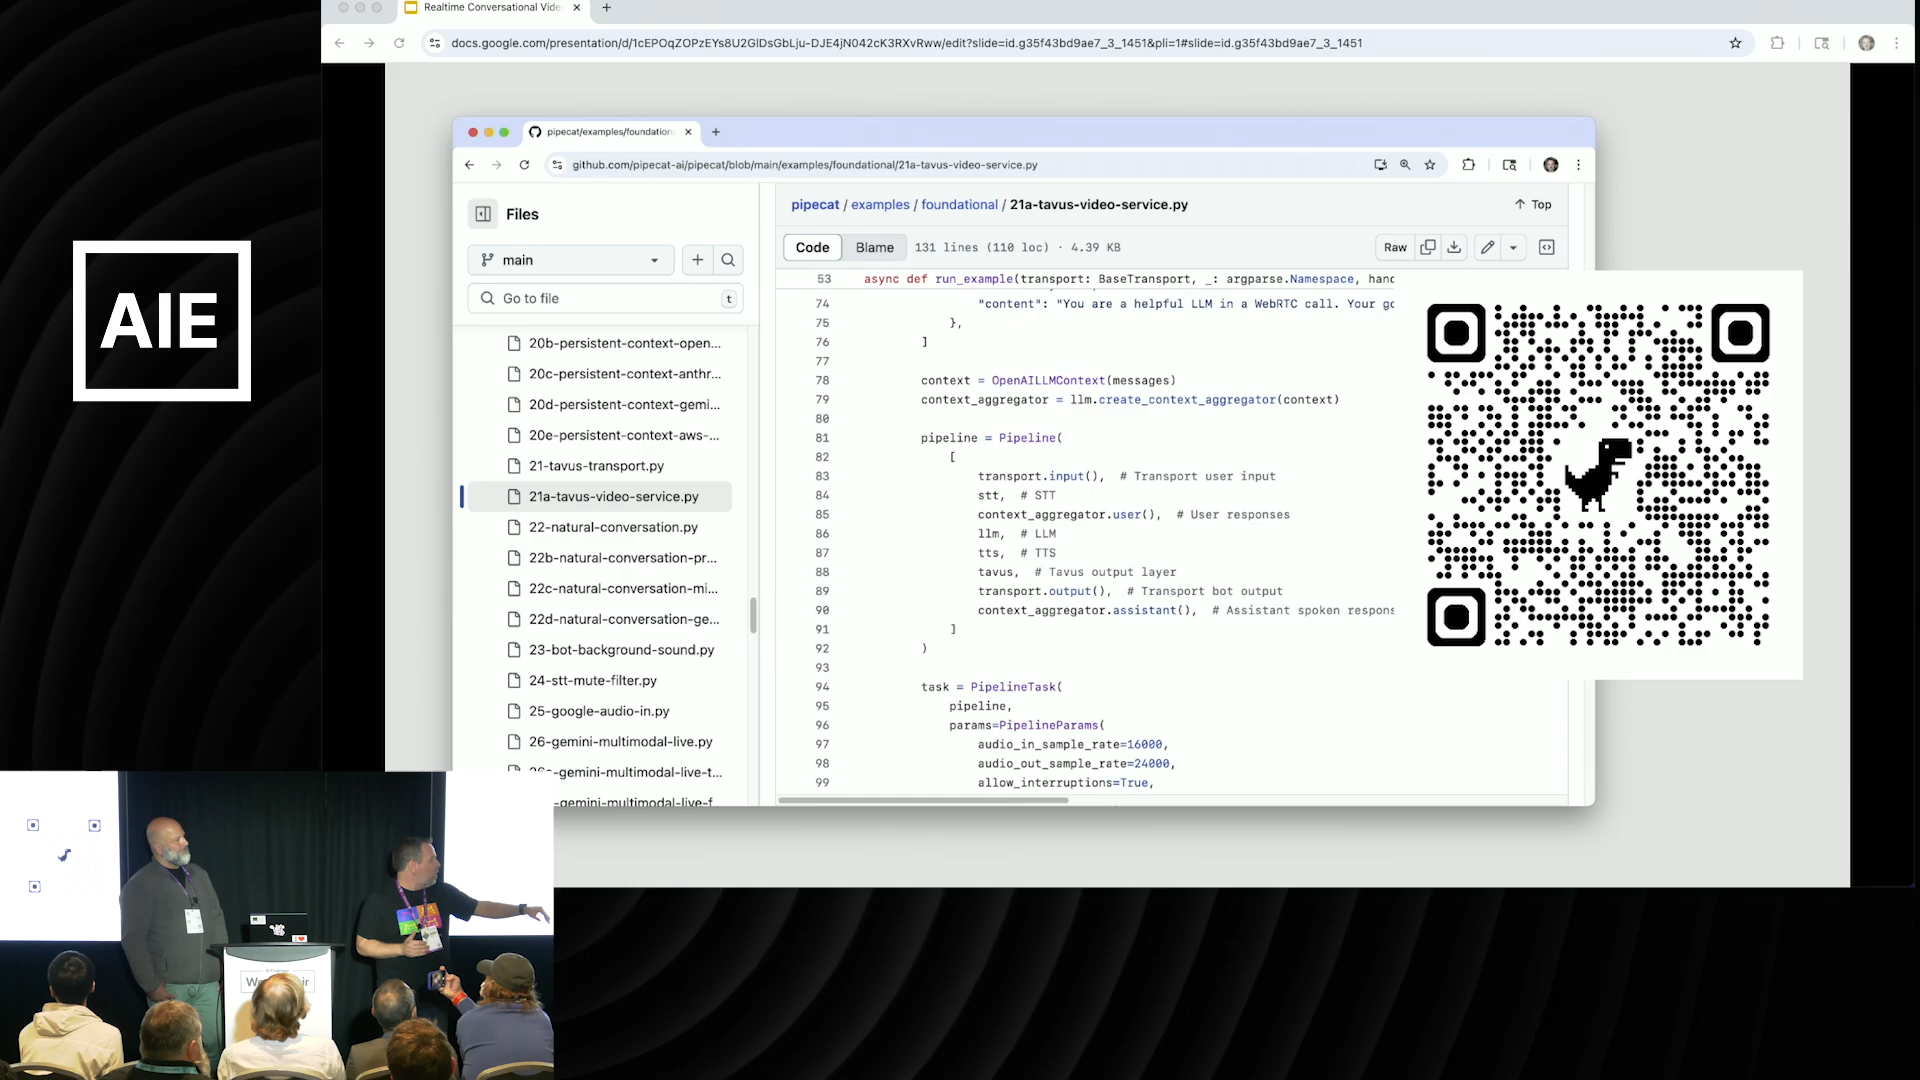 Realtime Conversational Vide
docs.google.com/presentation/d/1cEPOqZOPzEYs8U2GlDsGbLju-DJE4jN042cK3RXvRww/edit?slide=id.g35f43bd9ae7_3_1451&pli=1#slide=id.g35f43bd9ae7_3_1451
pipecat/examples/foundation
github.com/pipecat-ai/pipecat/blob/main/examples/foundational/21a-tavus-video-service.py
Files
main
Go to file
t
20b-persistent-context-open...
20c-persistent-context-anthr...
20d-persistent-context-gemi...
20e-persistent-context-aws-...
21-tavus-transport.py
21a-tavus-video-service.py
22-natural-conversation.py
22b-natural-conversation-pr...
22c-natural-conversation-mi...
22d-natural-conversation-ge...
23-bot-background-sound.py
24-stt-mute-filter.py
25-google-audio-in.py
26-gemini-multimodal-live.py
-gemini-multimodal-live-t...
-gemini-multimodal-live-f...
pipecat / examples / foundational / 21a-tavus-video-service.py
Top
Code Blame 131 lines (110 loc) · 4.39 KB
Raw
53 async def run_example(transport: BaseTransport, _: argparse.Namespace, hand
74 "content": "You are a helpful LLM in a WebRTC call. Your go
75 },
76 ]
77
78 context = OpenAILLMContext(messages)
79 context_aggregator = llm.create_context_aggregator(context)
80
81 pipeline = Pipeline(
82 [
83 transport.input(), # Transport user input
84 stt, # STT
85 context_aggregator.user(), # User responses
86 llm, # LLM
87 tts, # TTS
88 tavus, # Tavus output layer
89 transport.output(), # Transport bot output
90 context_aggregator.assistant(), # Assistant spoken respons
91 ]
92 )
93
94 task = PipelineTask(
95 pipeline,
96 params=PipelineParams(
97 audio_in_sample_rate=16000,
98 audio_out_sample_rate=24000,
99 allow_interruptions=True,
AIE